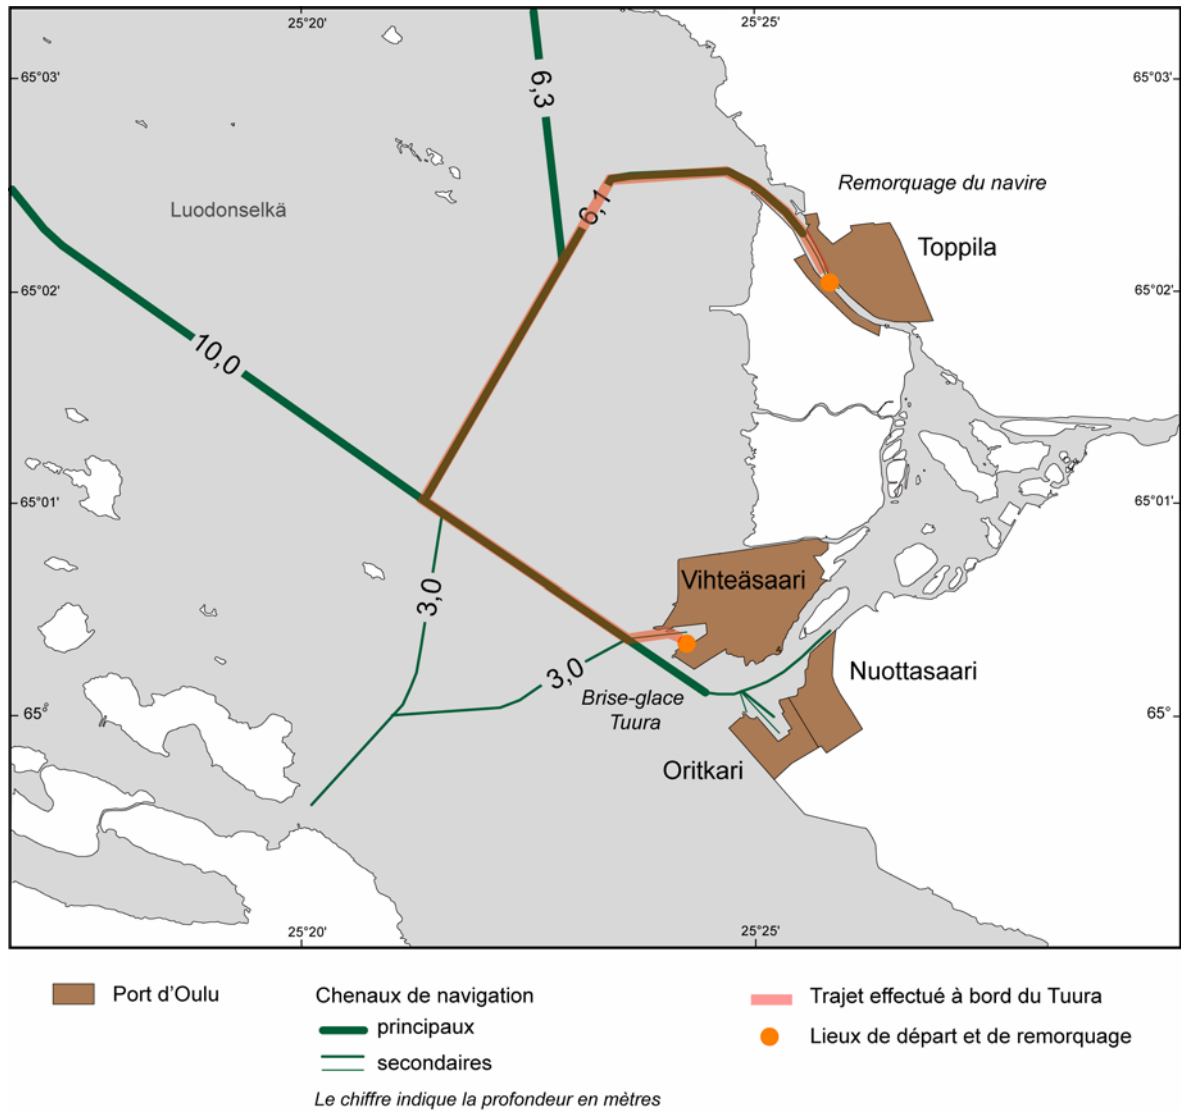 25°20'
25°25'
65°03'
65°03'
6,3
Remorquage du navire
6,1
Luodonselkä
Toppila
65°02'
65°02'
10,0
65°01'
65°01'
Vihteäsaari
3,0
3,0
Nuottasaari
Brise-glace
Tuura
65°
65°
Oritkari
25°20'
25°25'
Port d'Oulu
Chenaux de navigation
principaux
secondaires
Le chiffre indique la profondeur en mètres
Trajet effectué à bord du Tuura
Lieux de départ et de remorquage